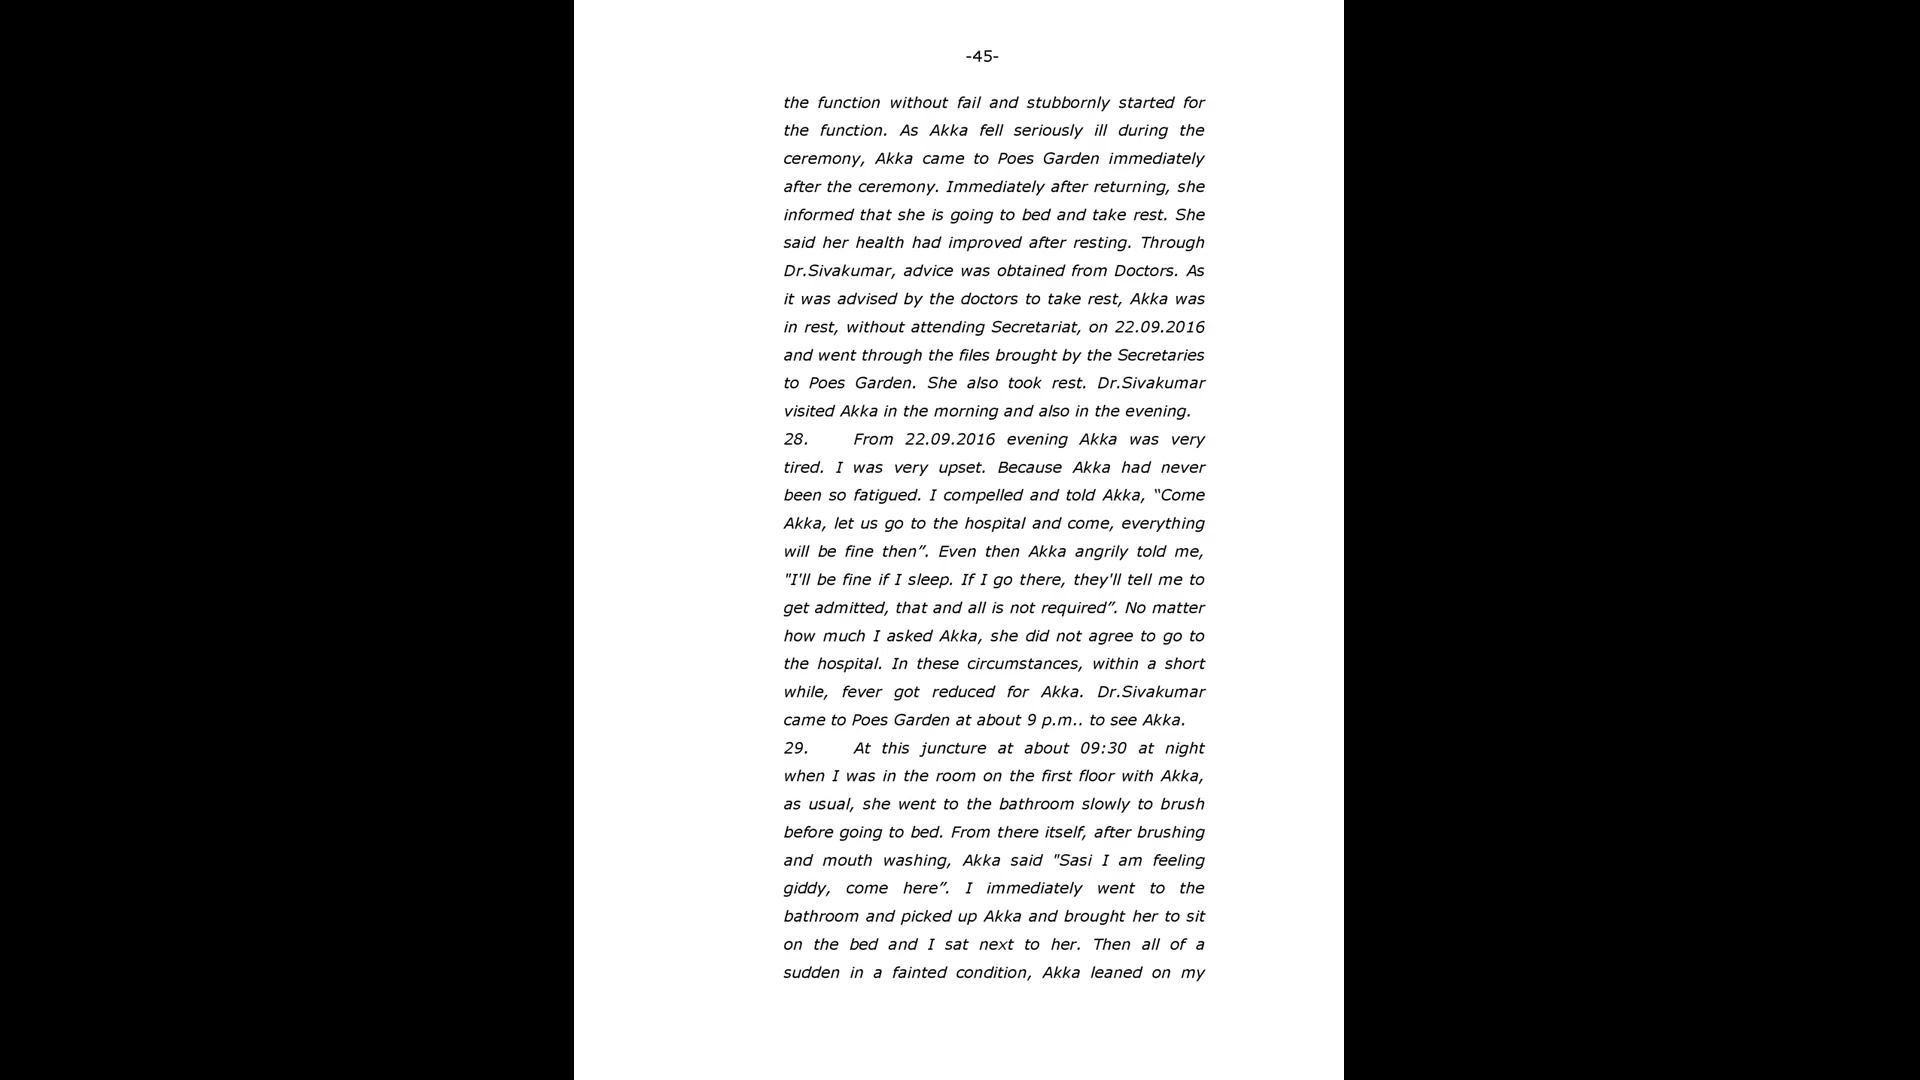 -45-
the function without fail and stubbornly started for
the function. As Akka fell seriously ill during the
ceremony, Akka came to Poes Garden immediately
after the ceremony. Immediately after returning, she
informed that she is going to bed and take rest. She
said her health had improved after resting. Through
Dr.Sivakumar, advice was obtained from Doctors. As
it was advised by the doctors to take rest, Akka was
in rest, without attending Secretariat, on 22.09.2016
and went through the files brought by the Secretaries
to Poes Garden. She also took rest. Dr.Sivakumar
visited Akka in the morning and also in the evening.
28. From 22.09.2016 evening Akka was very
tired. I was very upset. Because Akka had never
been so fatigued. I compelled and told Akka, “Come
Akka, let us go to the hospital and come, everything
will be fine then”. Even then Akka angrily told me,
"I'll be fine if I sleep. If I go there, they'll tell me to
get admitted, that and all is not required”. No matter
how much I asked Akka, she did not agree to go to
the hospital. In these circumstances, within a short
while, fever got reduced for Akka. Dr.Sivakumar
came to Poes Garden at about 9 p.m.. to see Akka.
29. At this juncture at about 09:30 at night
when I was in the room on the first floor with Akka,
as usual, she went to the bathroom slowly to brush
before going to bed. From there itself, after brushing
and mouth washing, Akka said "Sasi I am feeling
giddy, come here”. I immediately went to the
bathroom and picked up Akka and brought her to sit
on the bed and I sat next to her. Then all of a
sudden in a fainted condition, Akka leaned on my